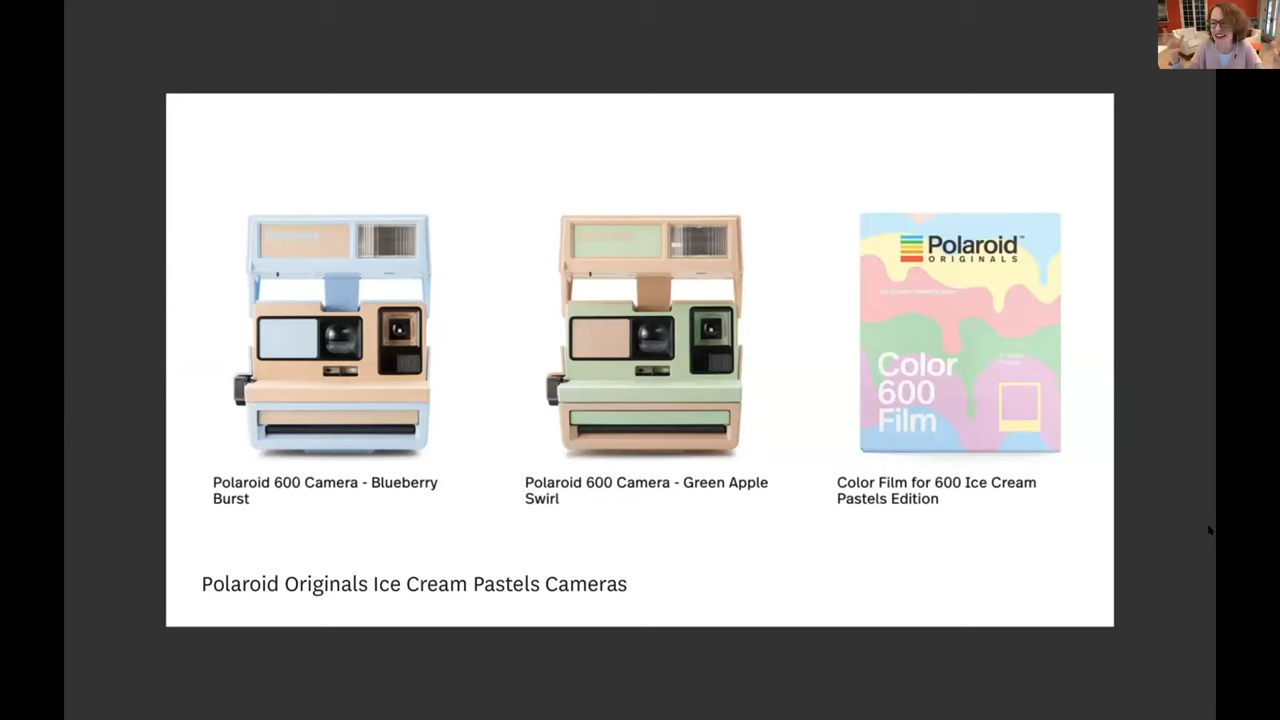 Polaroid™
ORIGINALS
Color
600
Film
Polaroid 600 Camera - Blueberry
Burst
Polaroid 600 Camera - Green Apple
Swirl
Color Film for 600 Ice Cream
Pastels Edition
Polaroid Originals Ice Cream Pastels Cameras